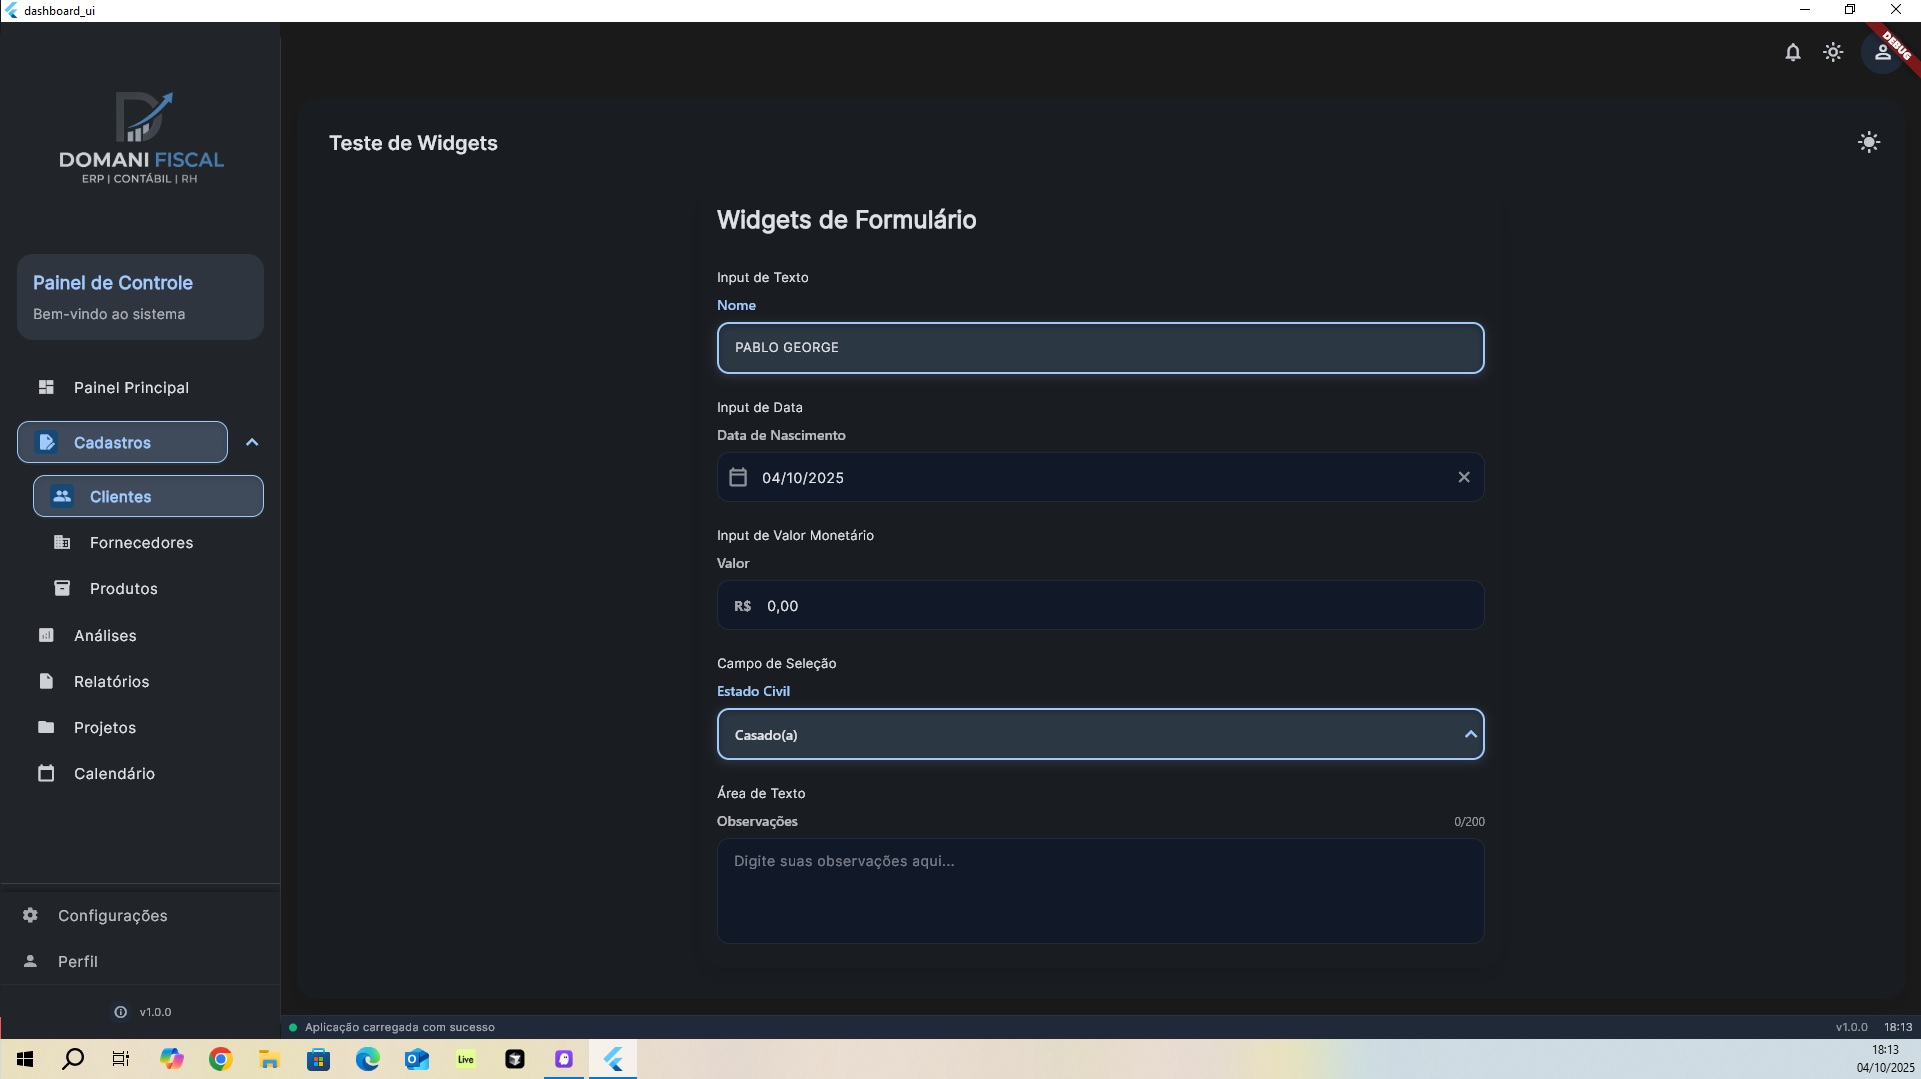 dashboard_ui
DEBUG
DOMANI FISCAL
ERP | CONTÁBIL | RH
Painel de Controle
Bem-vindo ao sistema
Painel Principal
Cadastros
Clientes
Fornecedores
Produtos
Análises
Relatórios
Projetos
Calendário
Configurações
Perfil
v1.0.0
Teste de Widgets
Widgets de Formulário
Input de Texto
Nome
PABLO GEORGE
Input de Data
Data de Nascimento
04/10/2025
Input de Valor Monetário
Valor
R$ 0,00
Campo de Seleção
Estado Civil
Casado(a)
Área de Texto
Observações 0/200
Digite suas observações aqui...
Aplicação carregada com sucesso v1.0.0 18:13
Live
18:13
04/10/2025